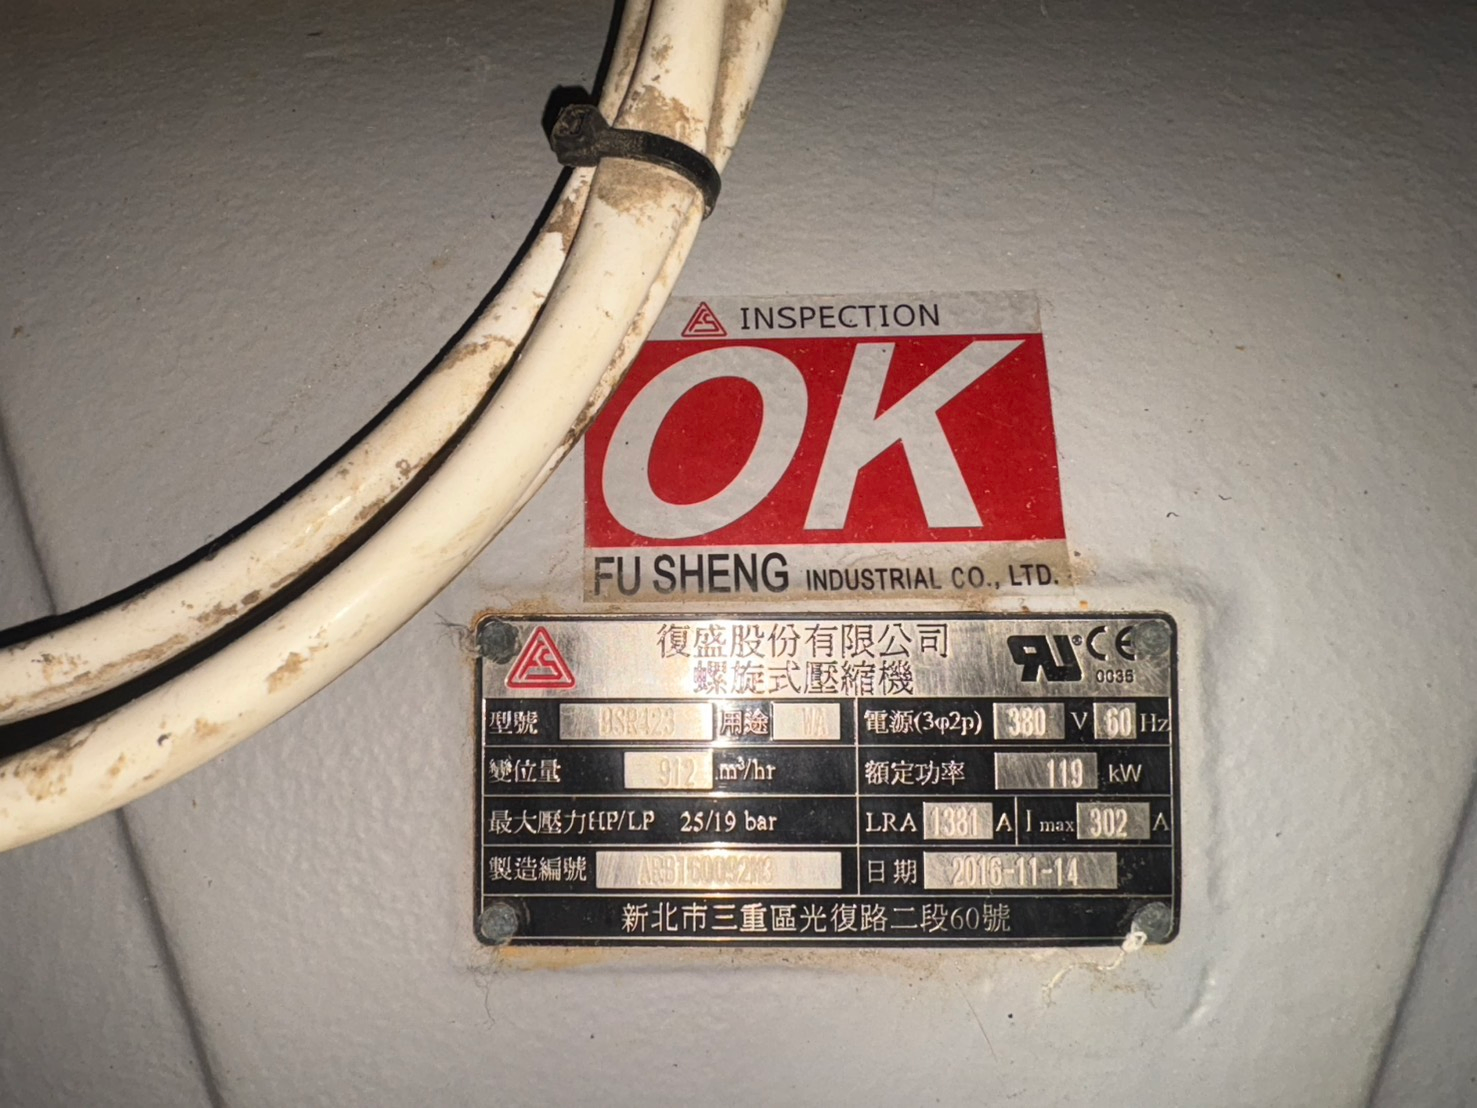 INSPECTION
OK
FU SHENG INDUSTRIAL CO., LTD.
復盛股份有限公司
螺旋式壓縮機
CE
0036
型號 BSR423 用途 WA 電源(3φ2p) 380 V 60 Hz
變位量 912 m³/hr 額定功率 119 kW
最大壓力HP/LP 25/19 bar LRA 1381 A I max 302 A
製造編號 日期 2016-11-14
新北市三重區光復路二段60號